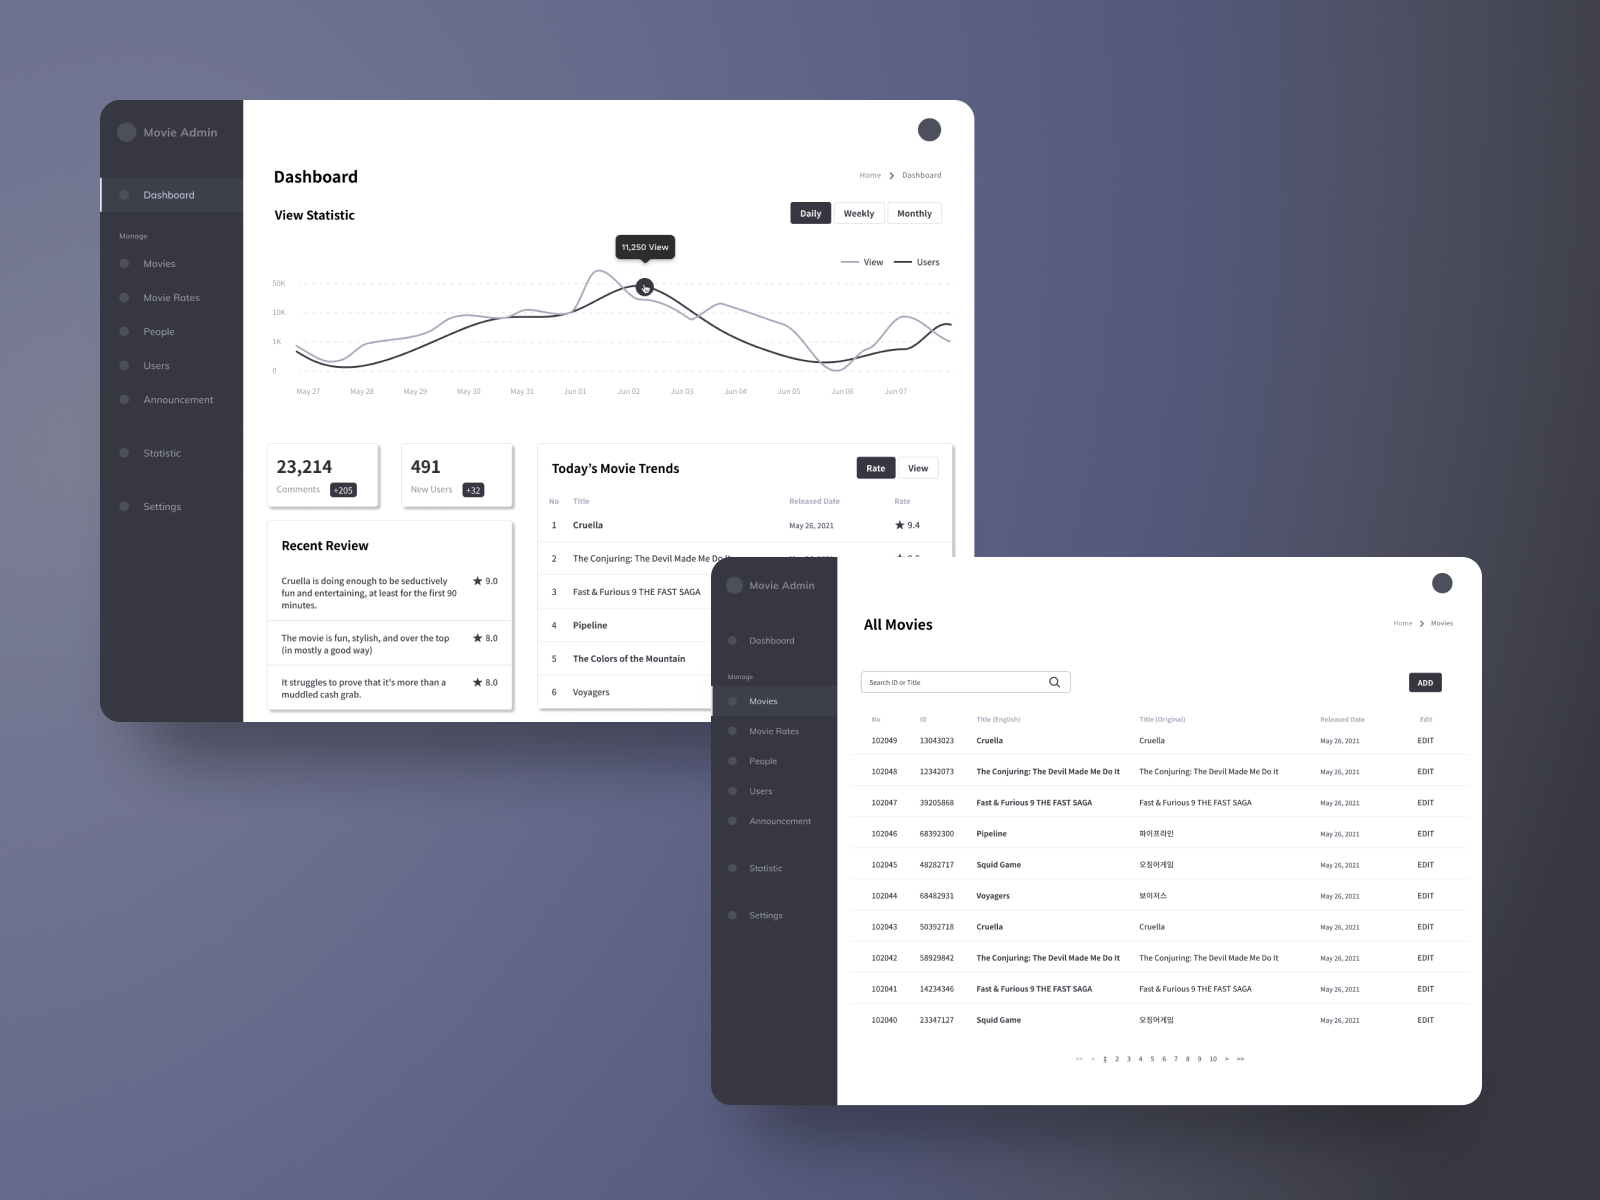 Movie Admin
Dashboard
Manage
Movies
Movie Rates
People
Users
Announcement
Statistic
Settings
Dashboard
Home Dashboard
View Statistic
Daily Weekly Monthly
11,250 View
View Users
50K
10K
1K
0
May 27 May 28 May 29 May 30 May 31 Jun 01 Jun 02 Jun 03 Jun 04 Jun 05 Jun 06 Jun 07
23,214
Comments +205
491
New Users +32
Recent Review
Cruella is doing enough to be seductively
fun and entertaining, at least for the first 90
minutes.
★ 9.0
The movie is fun, stylish, and over the top
(in mostly a good way)
★ 8.0
It struggles to prove that it's more than a
muddled cash grab.
★ 8.0
Today's Movie Trends
Rate View
No Title Released Date Rate
1 Cruella May 26, 2021 ★ 9.4
2 The Conjuring: The Devil Made Me Do It
3 Fast & Furious 9 THE FAST SAGA
4 Pipeline
5 The Colors of the Mountain
6 Voyagers
Movie Admin
Dashboard
Manage
Movies
Movie Rates
People
Users
Announcement
Statistic
Settings
All Movies
Home Movies
Search ID or Title
ADD
No ID Title (English) Title (Original) Released Date Edit
102049 13043023 Cruella Cruella May 26, 2021 EDIT
102048 12342073 The Conjuring: The Devil Made Me Do It The Conjuring: The Devil Made Me Do It May 26, 2021 EDIT
102047 39205868 Fast & Furious 9 THE FAST SAGA Fast & Furious 9 THE FAST SAGA May 26, 2021 EDIT
102046 68392300 Pipeline 파이프라인 May 26, 2021 EDIT
102045 48282717 Squid Game 오징어게임 May 26, 2021 EDIT
102044 68482931 Voyagers 보이저스 May 26, 2021 EDIT
102043 50392718 Cruella Cruella May 26, 2021 EDIT
102042 58929842 The Conjuring: The Devil Made Me Do It The Conjuring: The Devil Made Me Do It May 26, 2021 EDIT
102041 14234346 Fast & Furious 9 THE FAST SAGA Fast & Furious 9 THE FAST SAGA May 26, 2021 EDIT
102040 23347127 Squid Game 오징어게임 May 26, 2021 EDIT
<< < 1 2 3 4 5 6 7 8 9 10 > >>